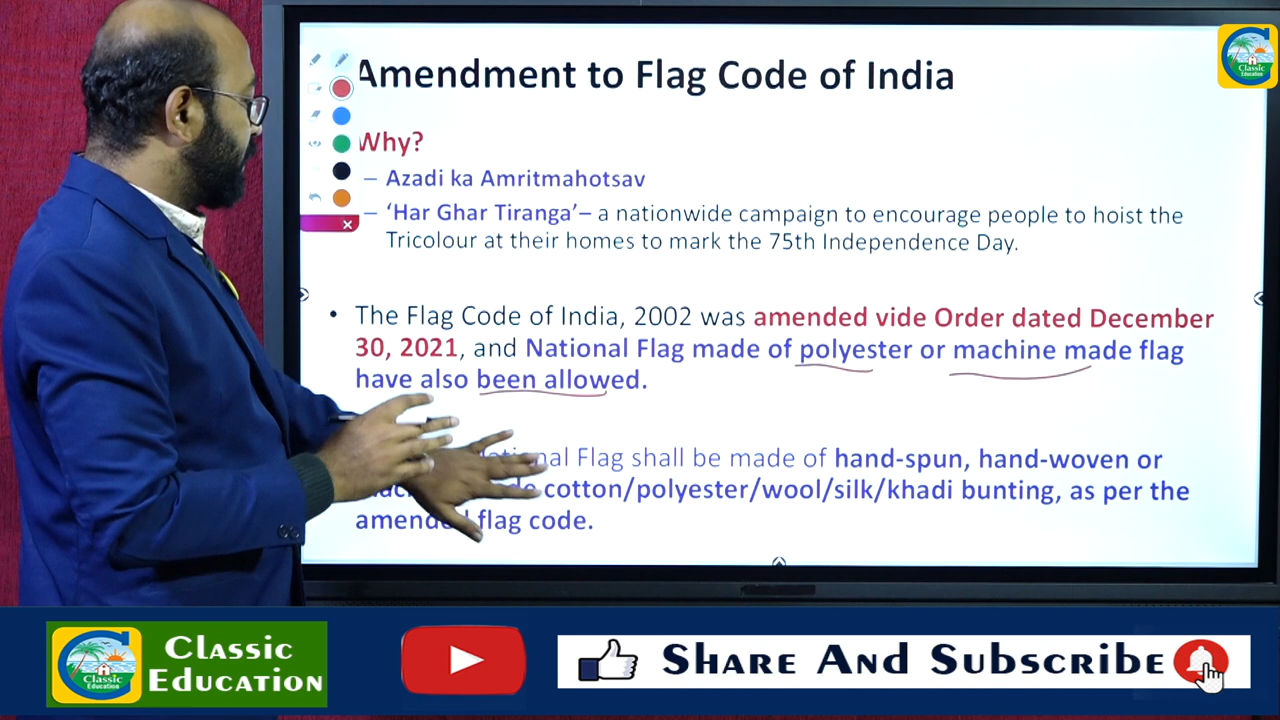 Amendment to Flag Code of India
Why?
– Azadi ka Amritmahotsav
– ‘Har Ghar Tiranga’– a nationwide campaign to encourage people to hoist the
Tricolour at their homes to mark the 75th Independence Day.
• The Flag Code of India, 2002 was amended vide Order dated December
30, 2021, and National Flag made of polyester or machine made flag
have also been allowed.
Flag shall be made of hand-spun, hand-woven or
cotton/polyester/wool/silk/khadi bunting, as per the
amended flag code.
Classic
Education
Classic
Education
Classic
Education
Share And Subscribe